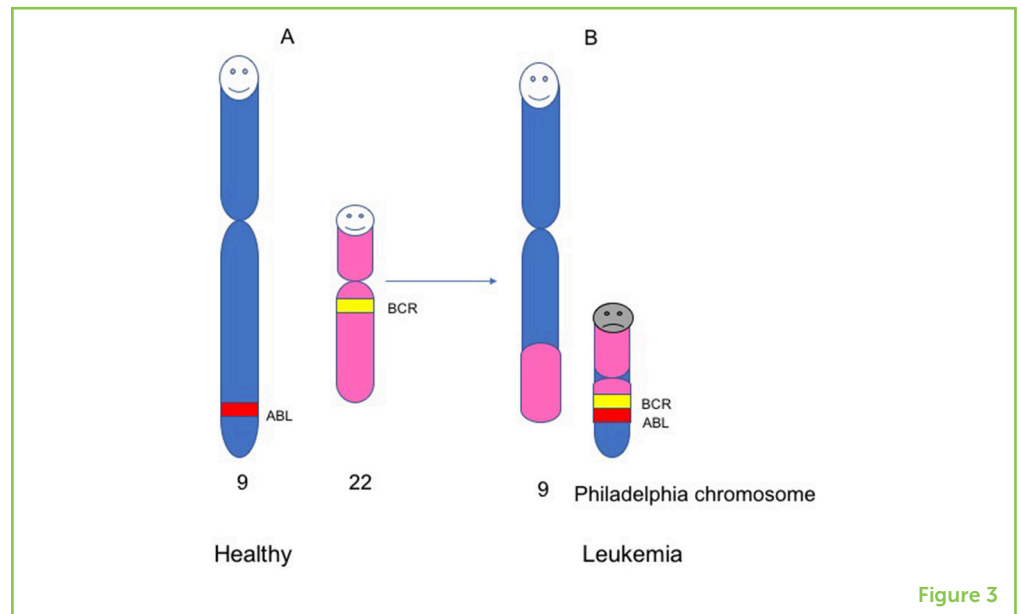 A
B
BCR
ABL
BCR
ABL
9
22
9
Philadelphia chromosome
Healthy
Leukemia
Figure 3